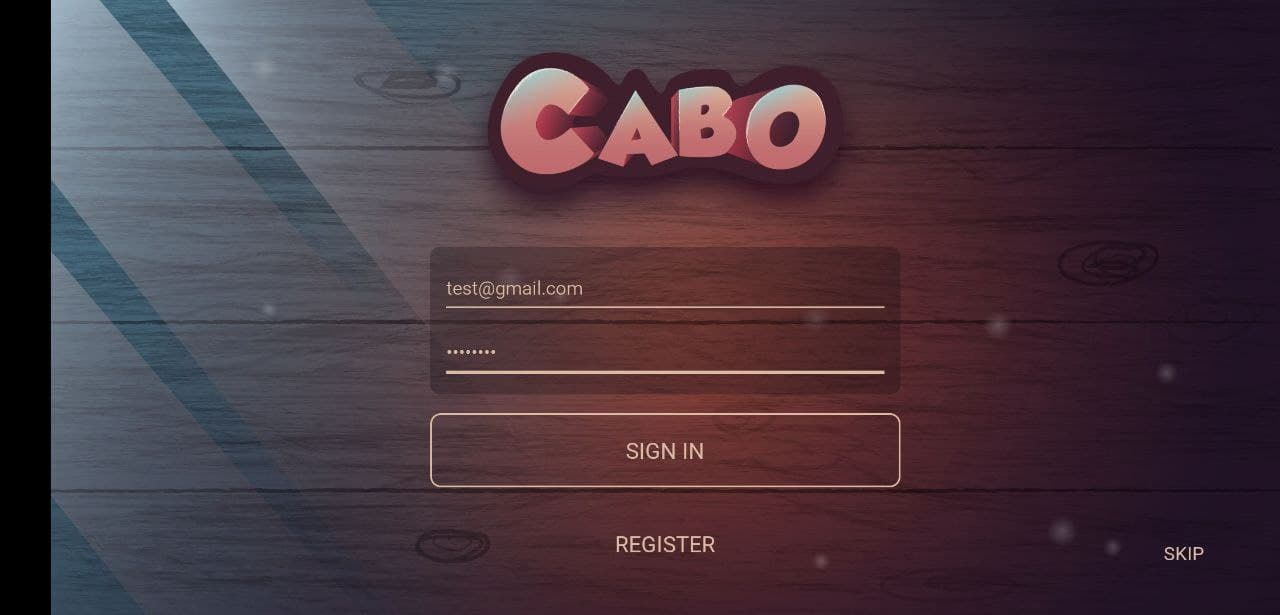 CABO
test@gmail.com
••••••••
SIGN IN
REGISTER
SKIP